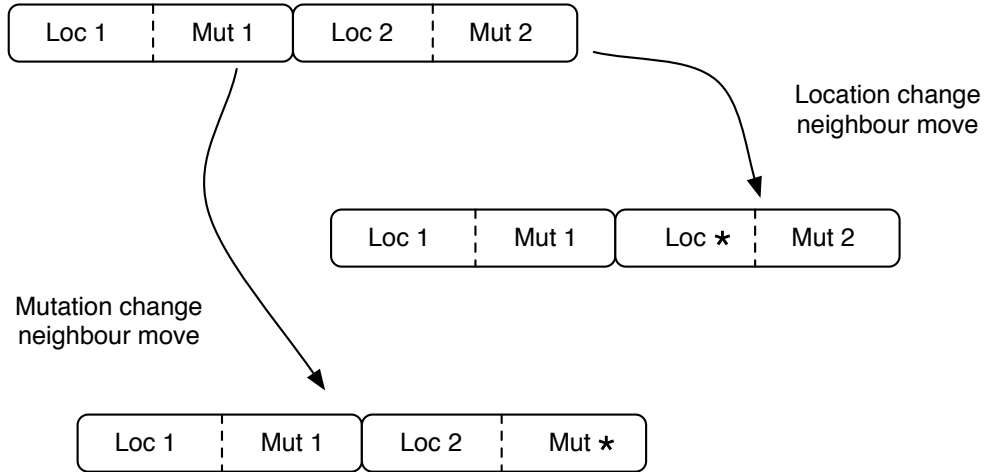 Loc 1 Mut 1 Loc 2 Mut 2
Location change
neighbour move
Loc 1 Mut 1 Loc * Mut 2
Mutation change
neighbour move
Loc 1 Mut 1 Loc 2 Mut *